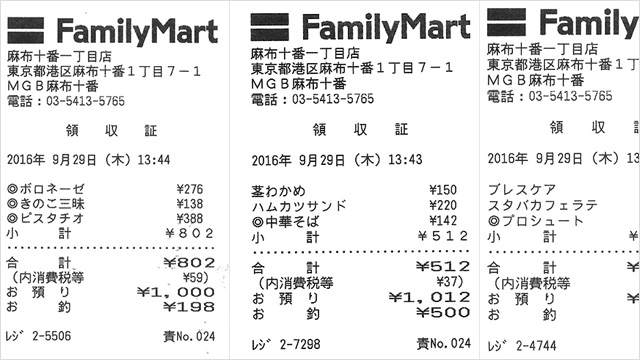 FamilyMart
麻布十番一丁目店
東京都港区麻布十番1丁目7-1
MGB麻布十番
電話:03-5413-5765
領収証
2016年 9月29日(木) 13:44
◎ボロネーゼ ¥276
◎きのこ三昧 ¥138
◎ピスタチオ ¥388
小計 ¥802
合計 ¥802
(内消費税等 ¥59)
お預り ¥1,000
お釣 ¥198
レジ 2-5506 責No.024
FamilyMart
麻布十番一丁目店
東京都港区麻布十番1丁目7-1
MGB麻布十番
電話:03-5413-5765
領収証
2016年 9月29日(木) 13:43
茎わかめ ¥150
ハムカツサンド ¥220
◎中華そば ¥142
小計 ¥512
合計 ¥512
(内消費税等 ¥37)
お預り ¥1,012
お釣 ¥500
レジ 2-7298 責No.024
Family
麻布十番一丁目店
東京都港区麻布十番1丁
MGB麻布十番
電話:03-5413-5765
領収
2016年 9月29日(木)
ブレスケア
スタバカフェラテ
◎プロシュート
小計 ¥
合計 ¥
(内消費税等
お預り ¥
お釣
レジ 2-4744